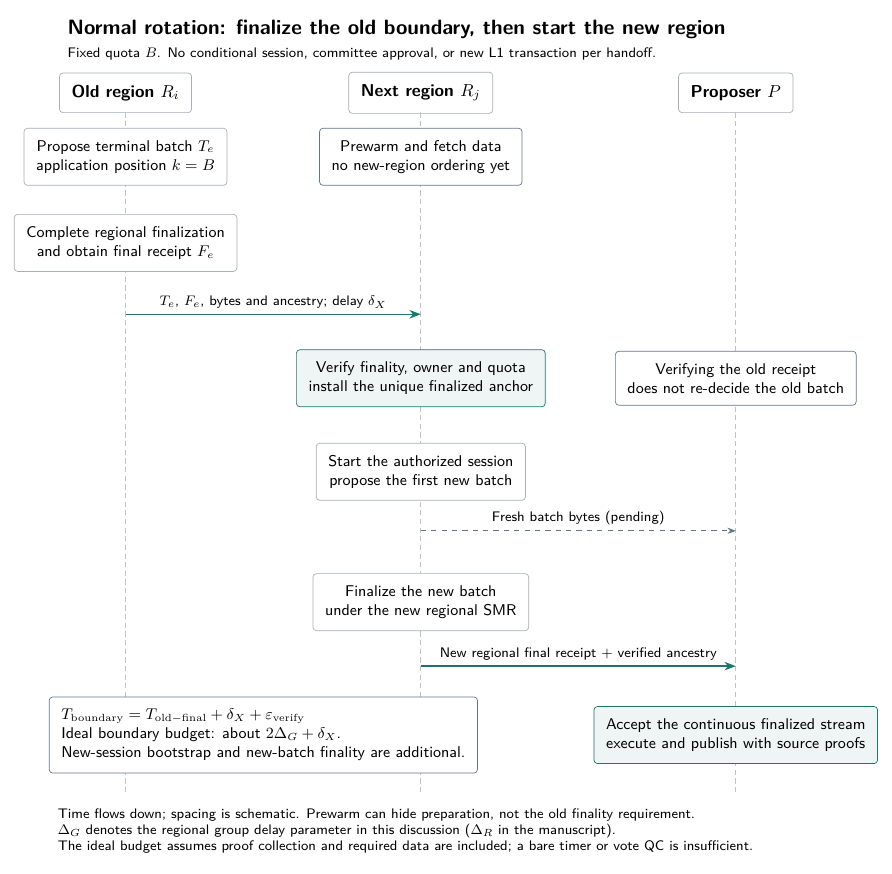 Normal rotation: finalize the old boundary, then start the new region
Fixed quota B. No conditional session, committee approval, or new L1 transaction per handoff.
Old region R_i
Next region R_j
Proposer P
Propose terminal batch T_e
application position k = B
Prewarm and fetch data
no new-region ordering yet
Complete regional finalization
and obtain final receipt F_e
T_e, F_e, bytes and ancestry; delay δ_X
Verify finality, owner and quota
install the unique finalized anchor
Verifying the old receipt
does not re-decide the old batch
Start the authorized session
propose the first new batch
Fresh batch bytes (pending)
Finalize the new batch
under the new regional SMR
New regional final receipt + verified ancestry
T_boundary = T_old−final + δ_X + ε_verify
Ideal boundary budget: about 2Δ_G + δ_X.
New-session bootstrap and new-batch finality are additional.
Accept the continuous finalized stream
execute and publish with source proofs
Time flows down; spacing is schematic. Prewarm can hide preparation, not the old finality requirement.
Δ_G denotes the regional group delay parameter in this discussion (Δ_R in the manuscript).
The ideal budget assumes proof collection and required data are included; a bare timer or vote QC is insufficient.